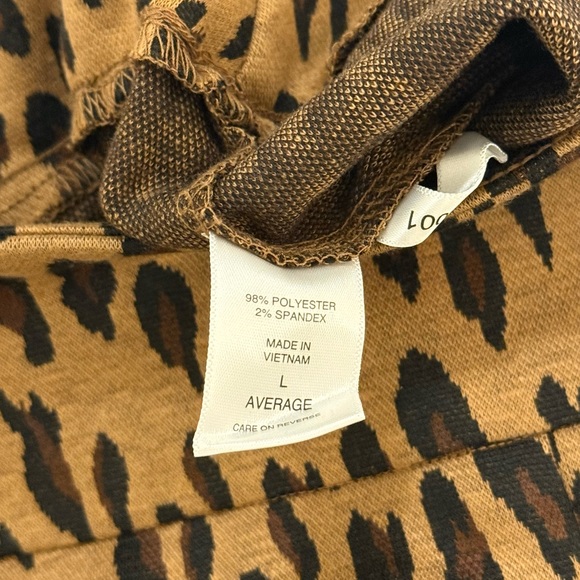 98% POLYESTER
2% SPANDEX
MADE IN
VIETNAM
L
AVERAGE
CARE ON REVERSE